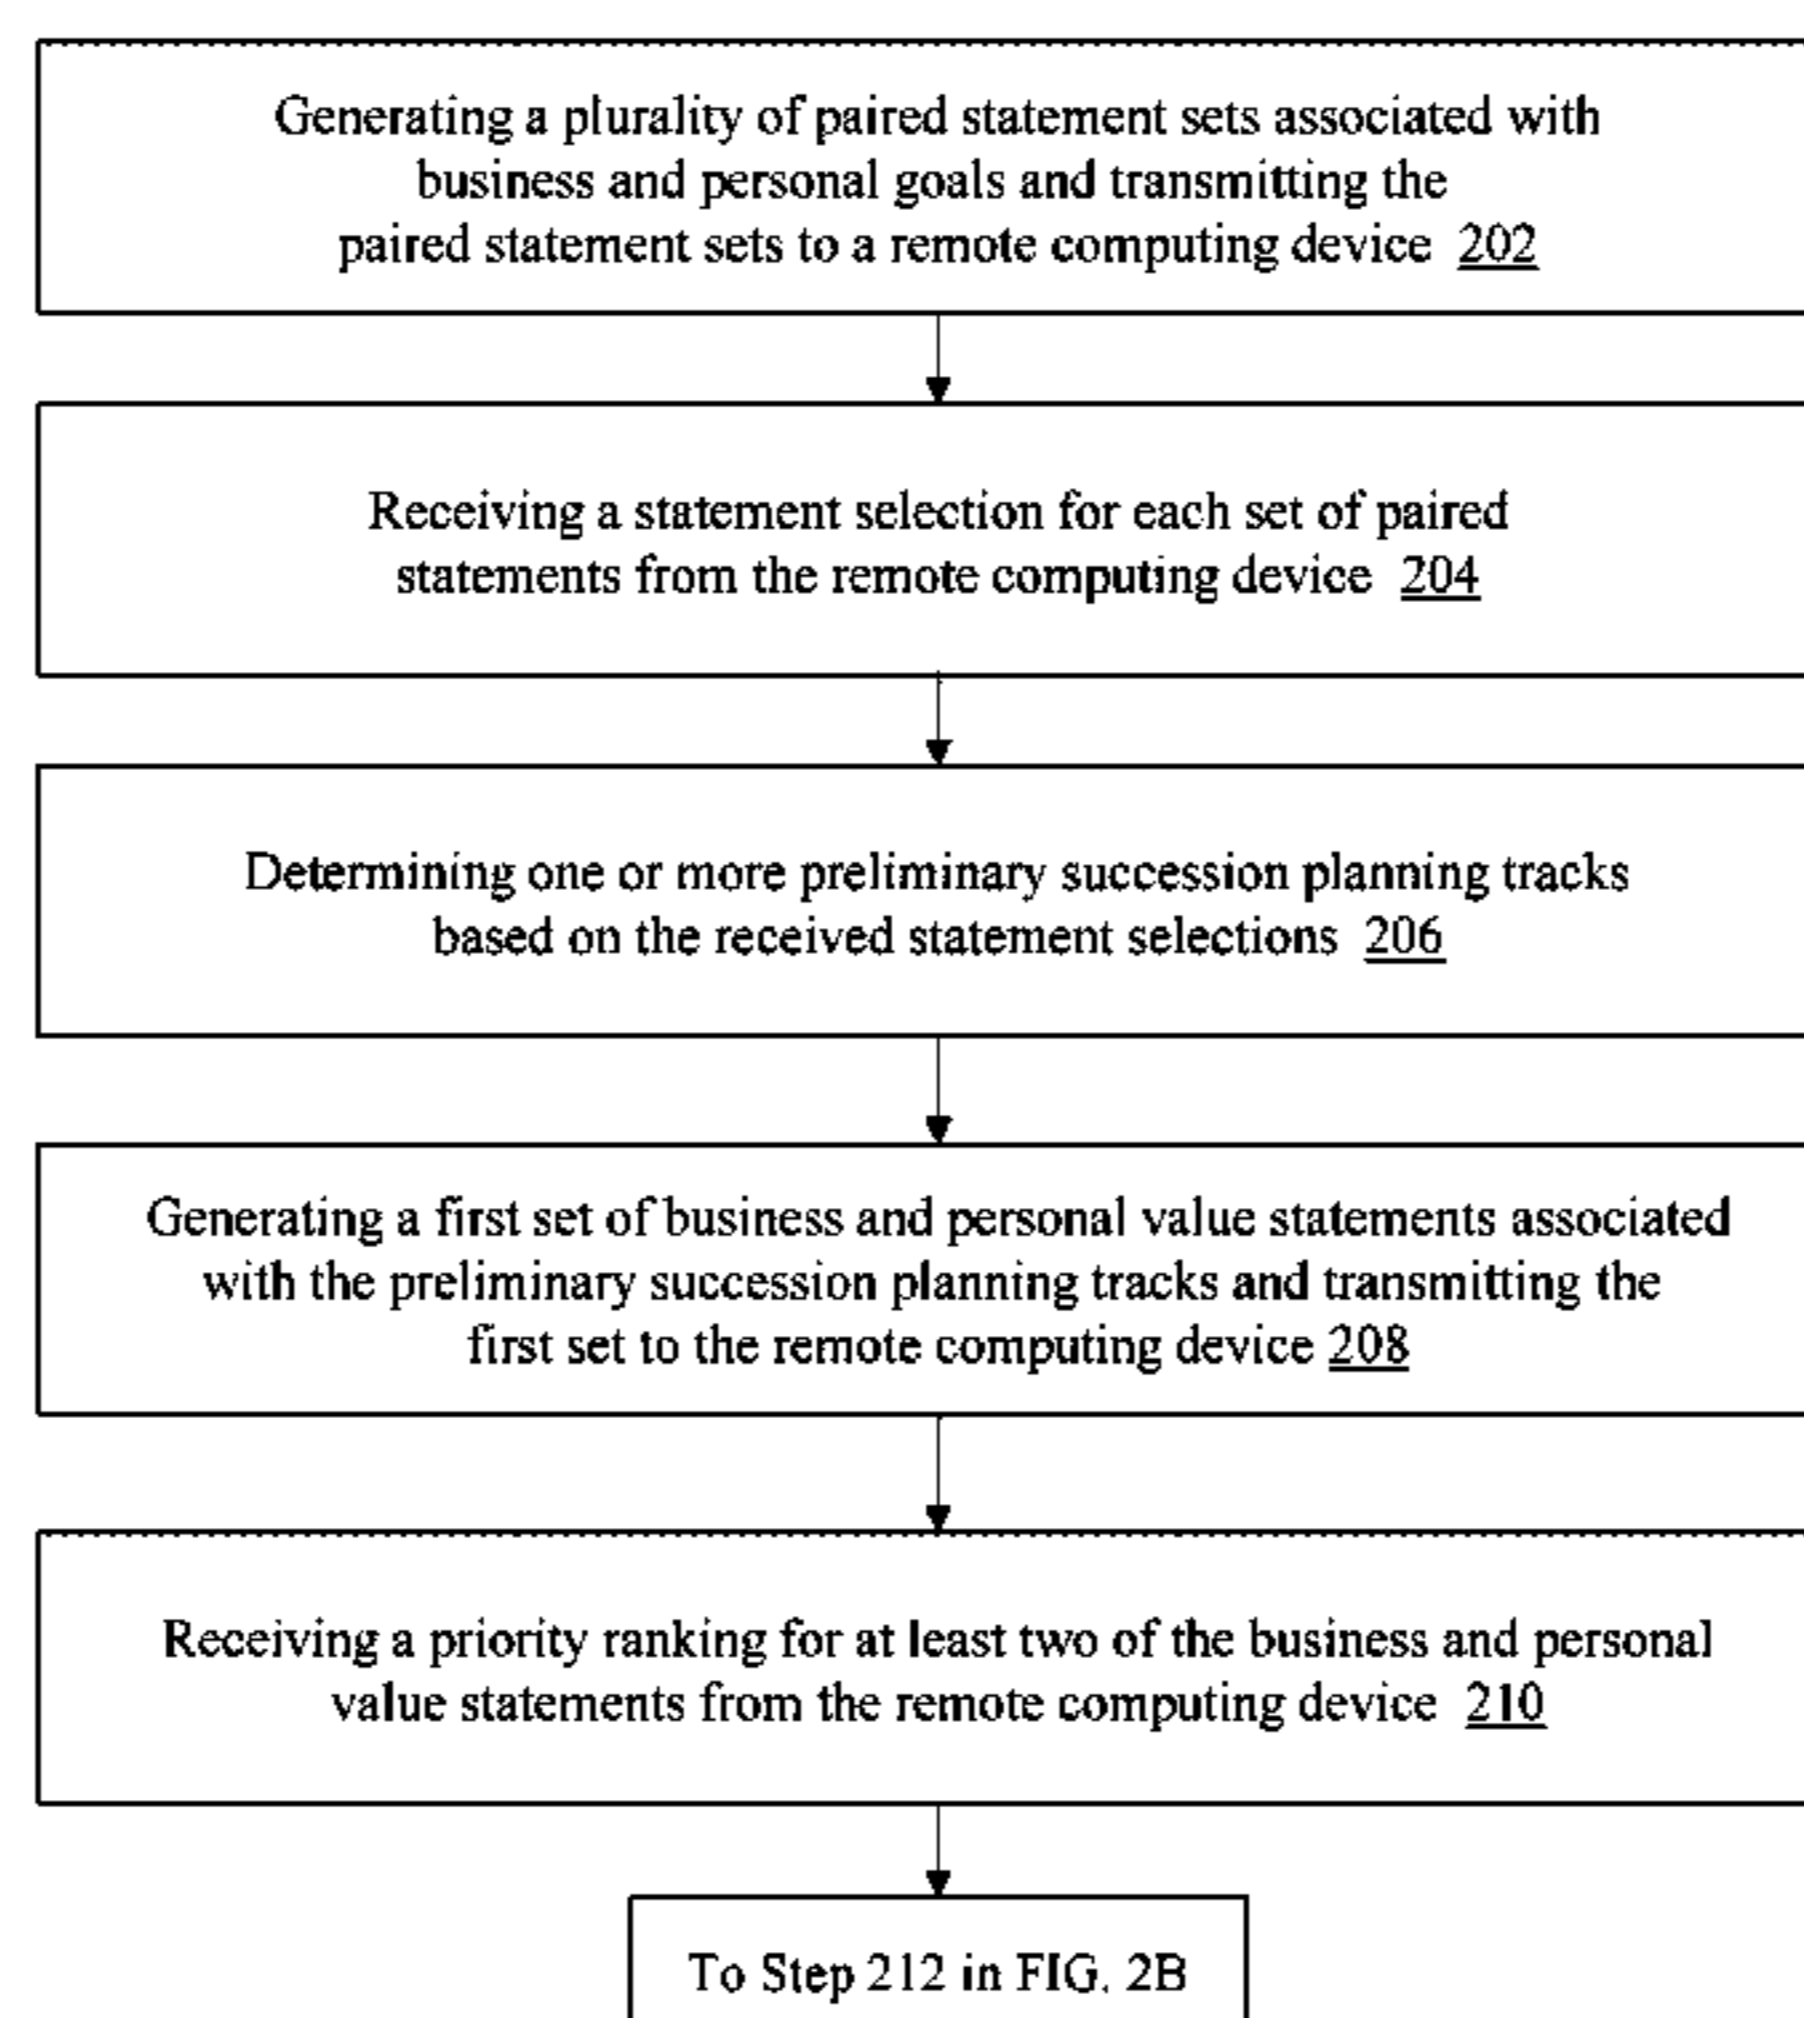 Generating a plurality of paired statement sets associated with
business and personal goals and transmitting the
paired statement sets to a remote computing device 202
Receiving a statement selection for each set of paired
statements from the remote computing device 204
Determining one or more preliminary succession planning tracks
based on the received statement selections 206
Generating a first set of business and personal value statements associated
with the preliminary succession planning tracks and transmitting the
first set to the remote computing device 208
Receiving a priority ranking for at least two of the business and personal
value statements from the remote computing device 210
To Step 212 in FIG. 2B